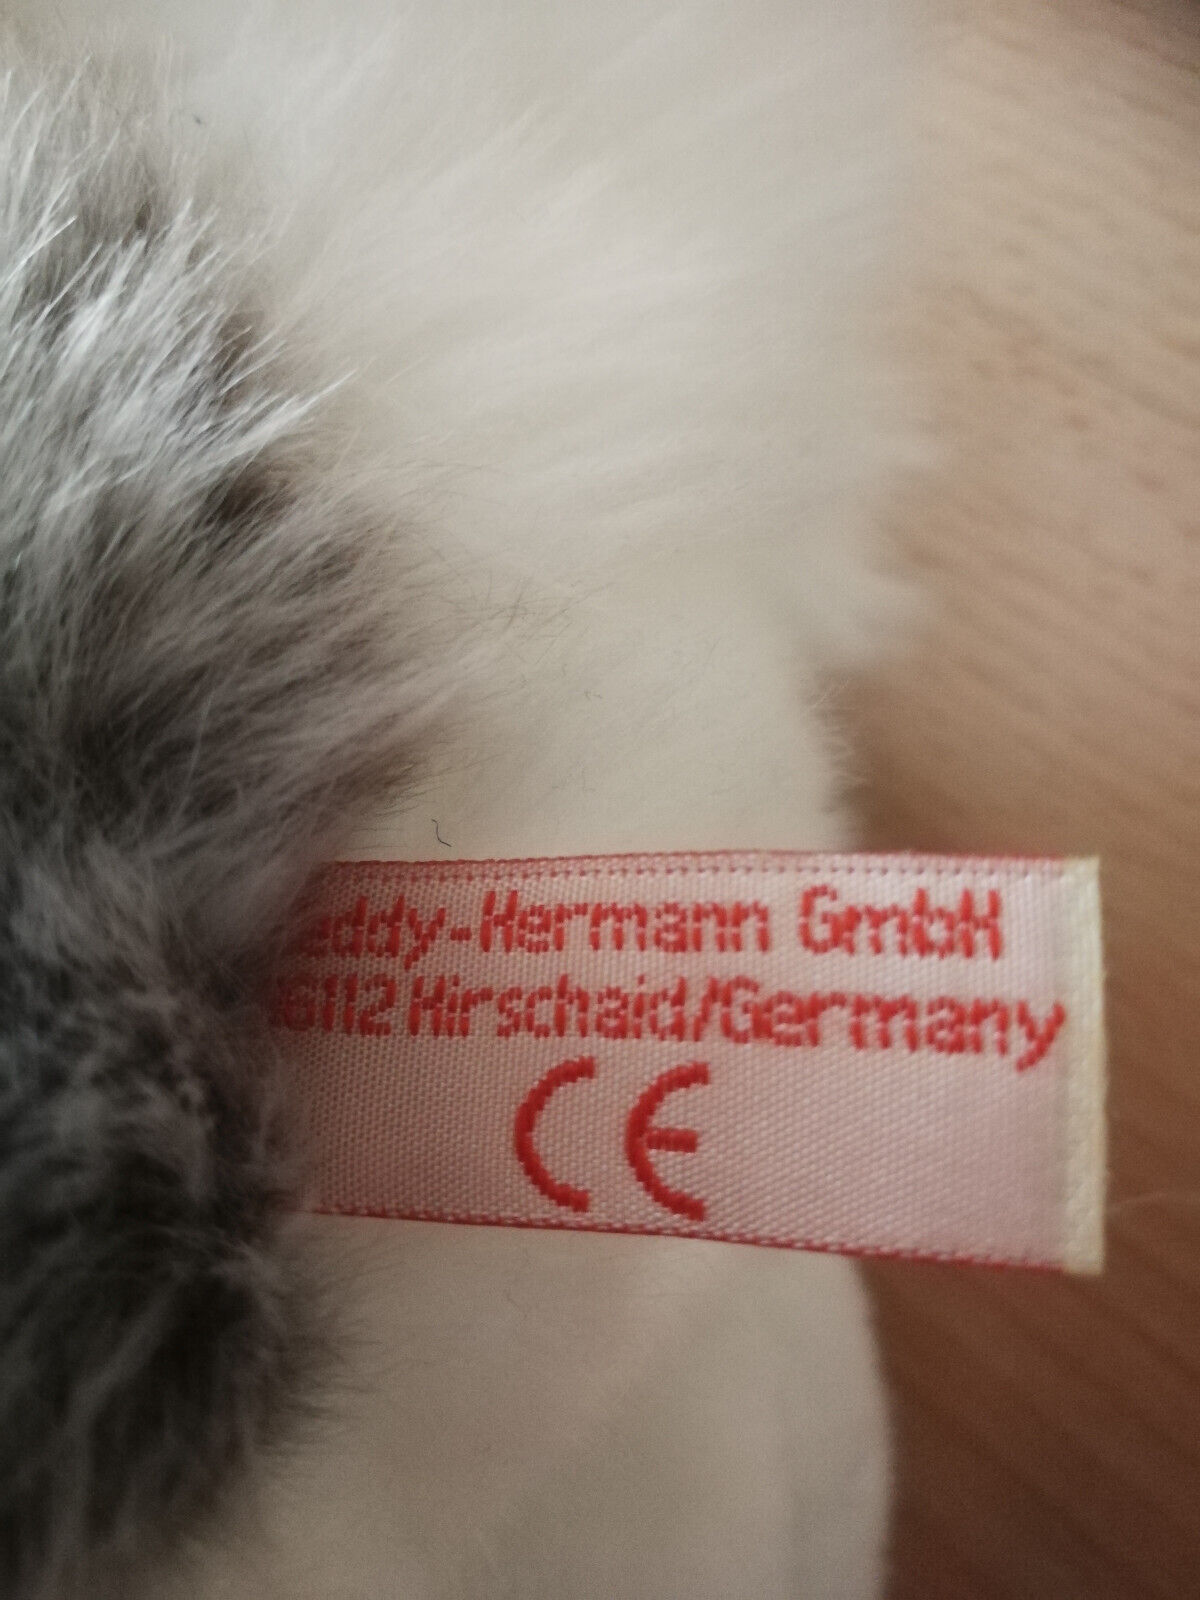 eddy-Hermann GmbH
6112 Hirschaid/Germany
CE